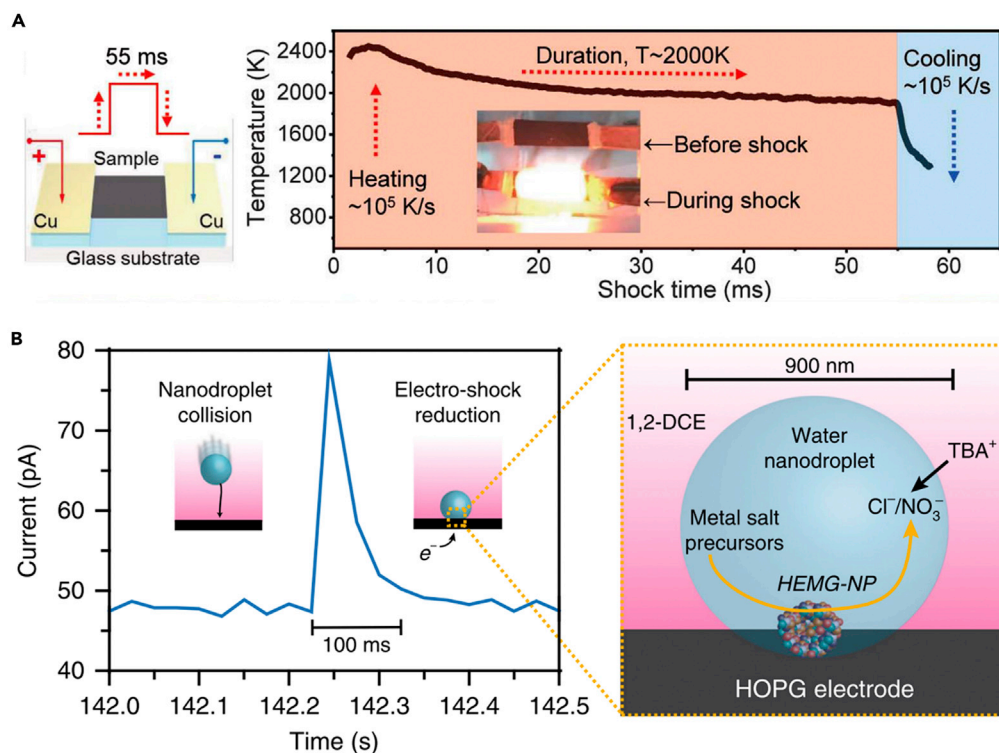 A
55 ms
+
Sample
-
Cu
Cu
Glass substrate
Temperature (K)
2400
2000
1600
1200
800
Duration, T~2000K
Cooling
~10⁵ K/s
Heating
~10⁵ K/s
←Before shock
←During shock
0
10
20
30
40
50
60
Shock time (ms)
B
Current (pA)
80
70
60
50
40
Nanodroplet
collision
Electro-shock
reduction
e⁻
100 ms
142.0
142.1
142.2
142.3
142.4
142.5
Time (s)
900 nm
1,2-DCE
Water
nanodroplet
TBA⁺
Cl⁻/NO₃⁻
Metal salt
precursors
HEMG-NP
HOPG electrode